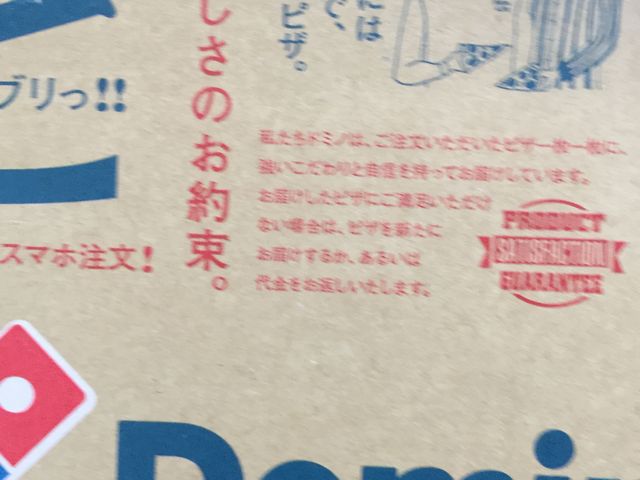 には
で、
ピザ。
しさのお約束。
ブリっ!!
スマホ注文!
私たちドミノは、ご注文いただいたピザ一枚一枚に、
強いこだわりと自信を持ってお届けしています。
お届けしたピザにご満足いただけ
ない場合は、ピザを新たに
お届けするか、あるいは
代金をお返しいたします。
PRODUCT
SATISFACTION
GUARANTEE
Domin